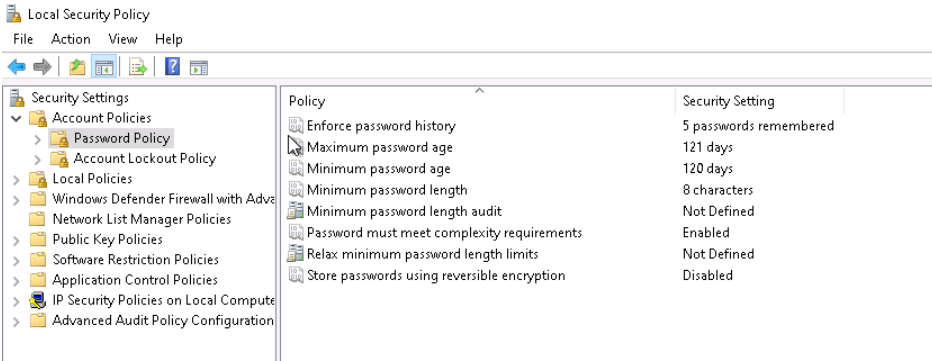 Local Security Policy
File Action View Help
Security Settings
Account Policies
Password Policy
Account Lockout Policy
Local Policies
Windows Defender Firewall with Adva
Network List Manager Policies
Public Key Policies
Software Restriction Policies
Application Control Policies
IP Security Policies on Local Compute
Advanced Audit Policy Configuration
Policy Security Setting
Enforce password history 5 passwords remembered
Maximum password age 121 days
Minimum password age 120 days
Minimum password length 8 characters
Minimum password length audit Not Defined
Password must meet complexity requirements Enabled
Relax minimum password length limits Not Defined
Store passwords using reversible encryption Disabled